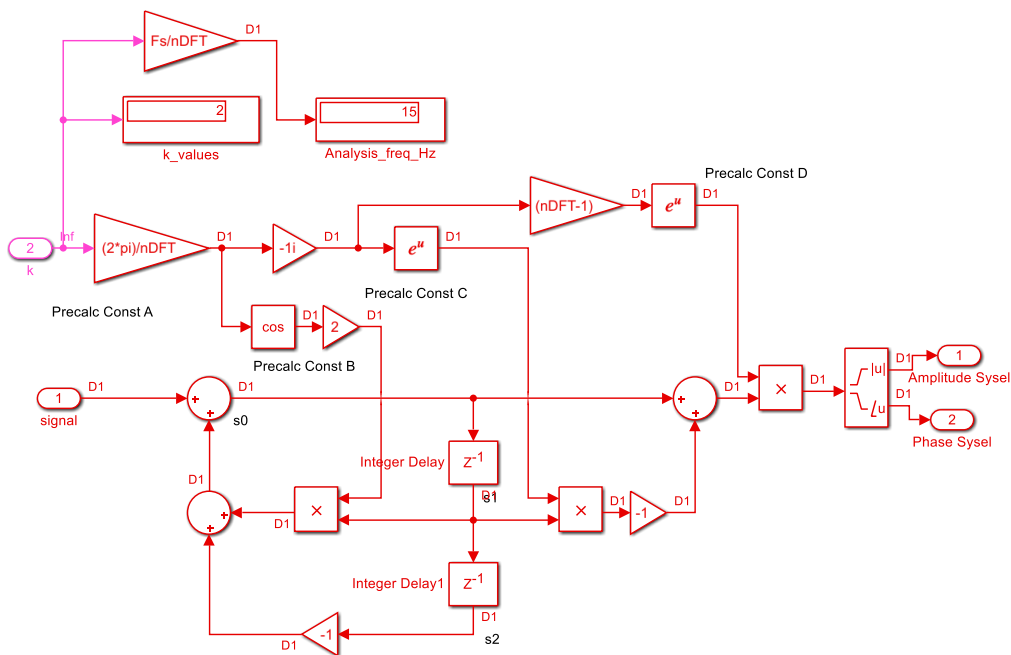 D1
Fs/nDFT
2
15
k_values
Analysis_freq_Hz
Precalc Const D
D1
D1
(nDFT-1)
e^u
Inf
D1
D1
D1
2
(2*pi)/nDFT
-1i
e^u
k
Precalc Const C
Precalc Const A
D1
D1
cos
2
Precalc Const B
D1
|u|
1
D1
Amplitude Sysel
D1
D1
D1
D1
1
+
+
+
+
×
∠u
signal
s0
2
Phase Sysel
Integer Delay
Z^-1
D1
D1
s1
D1
D1
+
+
×
×
-1
D1
Integer Delay1
Z^-1
D1
-1
s2
D1